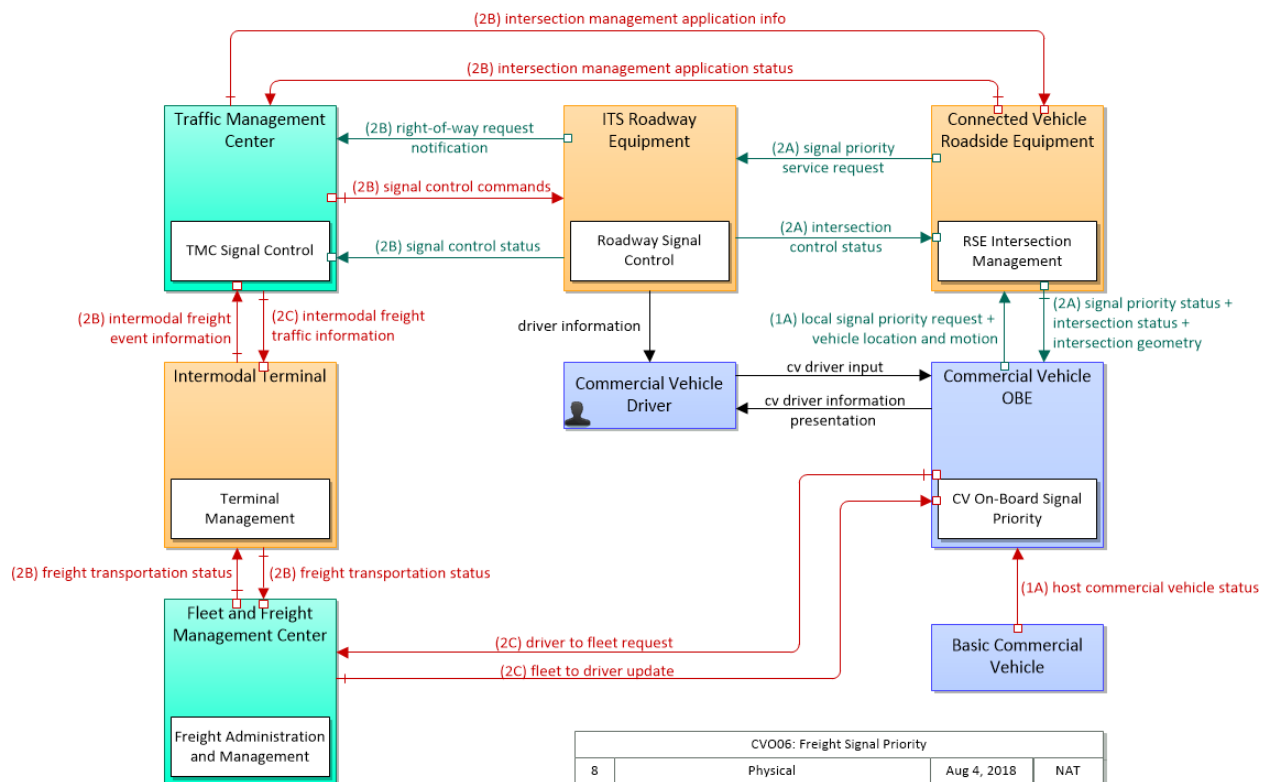 (2B) intersection management application info
(2B) intersection management application status
Traffic Management
Center
ITS Roadway
Equipment
Connected Vehicle
Roadside Equipment
(2B) right-of-way request
notification
(2A) signal priority
service request
(2B) signal control commands
TMC Signal Control
(2B) signal control status
Roadway Signal
Control
(2A) intersection
control status
RSE Intersection
Management
(2B) intermodal freight
event information
(2C) intermodal freight
traffic information
driver information
(1A) local signal priority request +
vehicle location and motion
(2A) signal priority status +
intersection status +
intersection geometry
Intermodal Terminal
Commercial Vehicle
Driver
cv driver input
cv driver information
presentation
Commercial Vehicle
OBE
Terminal
Management
CV On-Board Signal
Priority
(2B) freight transportation status
(2B) freight transportation status
(1A) host commercial vehicle status
Fleet and Freight
Management Center
(2C) driver to fleet request
(2C) fleet to driver update
Basic Commercial
Vehicle
Freight Administration
and Management
CVO06: Freight Signal Priority
8 Physical Aug 4, 2018 NAT